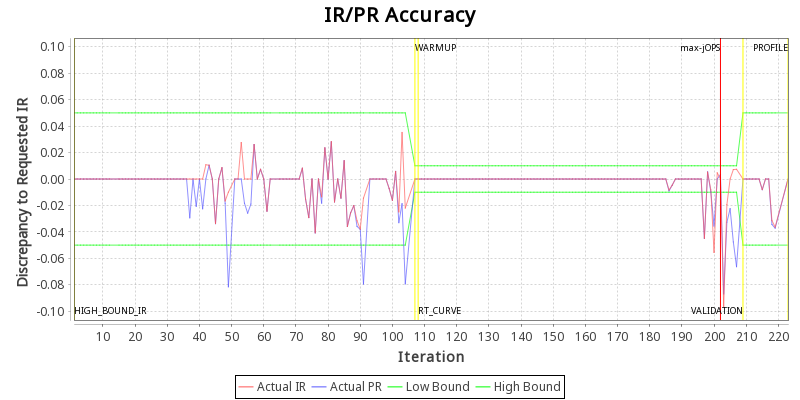 IR/PR Accuracy
Discrepancy to Requested IR
0.10
0.08
0.06
0.04
0.02
0.00
-0.02
-0.04
-0.06
-0.08
-0.10
WARMUP
max-jOPS
PROFILE
HIGH_BOUND_IR
RT_CURVE
VALIDATION
10 20 30 40 50 60 70 80 90 100 110 120 130 140 150 160 170 180 190 200 210 220
Iteration
Actual IR Actual PR Low Bound High Bound